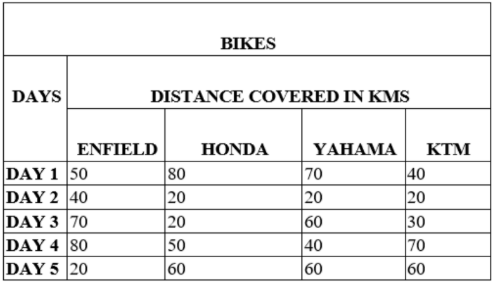 BIKES
DAYS DISTANCE COVERED IN KMS
ENFIELD HONDA YAHAMA KTM
DAY 1 50 80 70 40
DAY 2 40 20 20 20
DAY 3 70 20 60 30
DAY 4 80 50 40 70
DAY 5 20 60 60 60